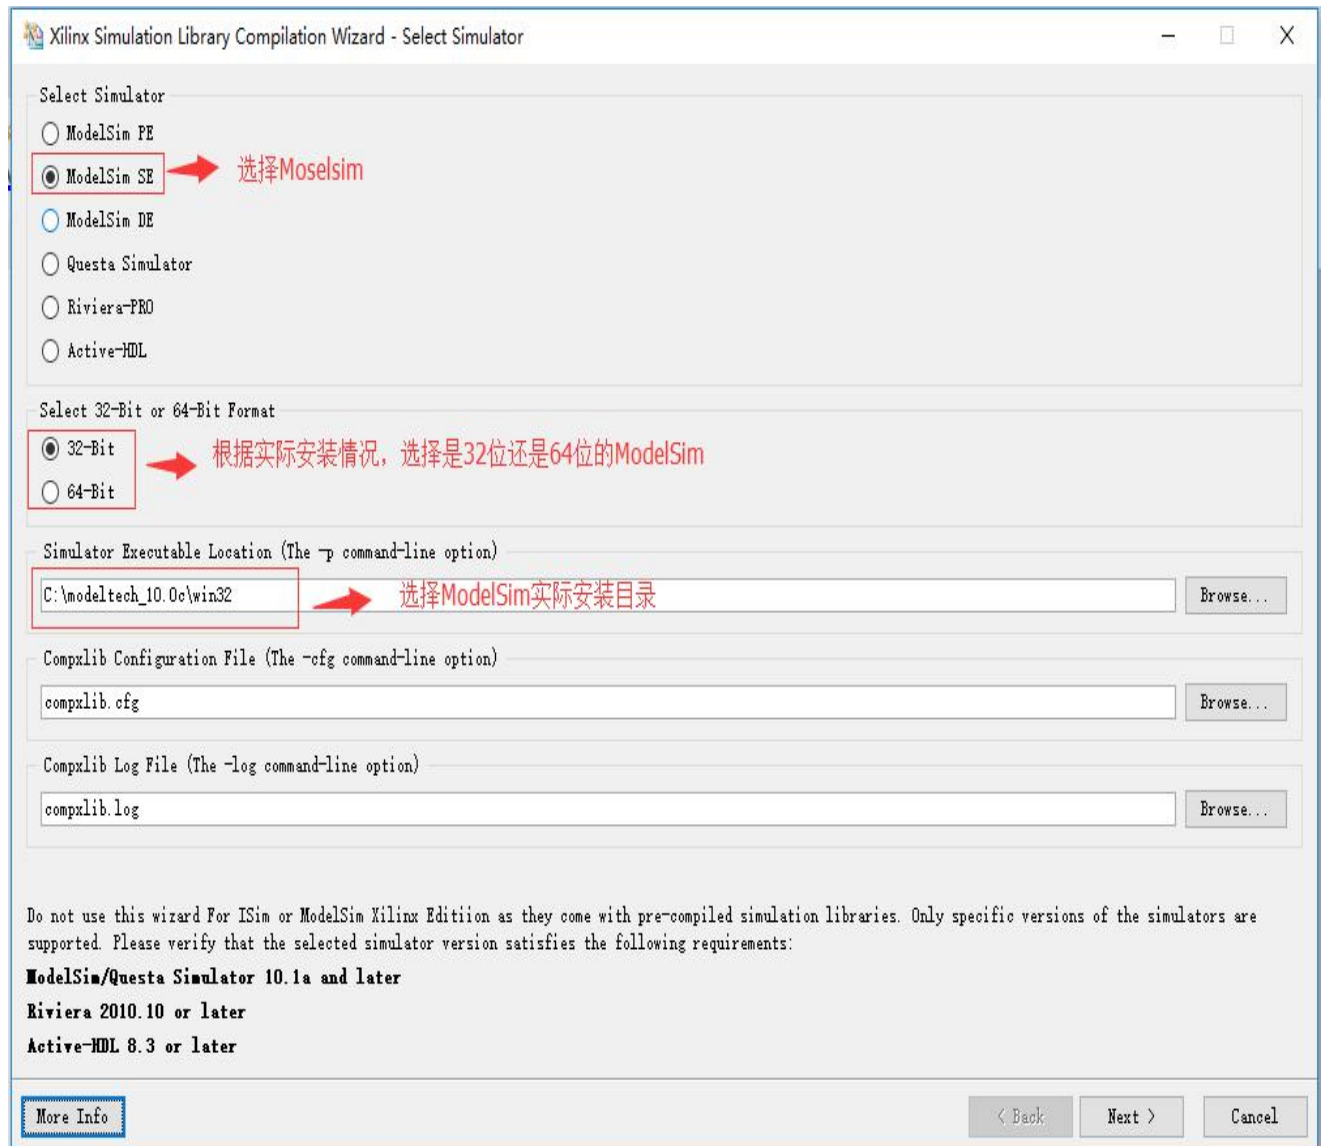 Xilinx Simulation Library Compilation Wizard - Select Simulator
Select Simulator
ModelSim PE
ModelSim SE
选择Moselsim
ModelSim DE
Questa Simulator
Riviera-PRO
Active-HDL
Select 32-Bit or 64-Bit Format
32-Bit
根据实际安装情况，选择是32位还是64位的ModelSim
64-Bit
Simulator Executable Location (The -p command-line option)
C:\modeltech_10.0c\win32
选择ModelSim实际安装目录
Browse...
Compxlib Configuration File (The -cfg command-line option)
compxlib.cfg
Browse...
Compxlib Log File (The -log command-line option)
compxlib.log
Browse...
Do not use this wizard For ISim or ModelSim Xilinx Editiion as they come with pre-compiled simulation libraries. Only specific versions of the simulators are
supported. Please verify that the selected simulator version satisfies the following requirements:
ModelSim/Questa Simulator 10.1a and later
Riviera 2010.10 or later
Active-HDL 8.3 or later
More Info
< Back
Next >
Cancel